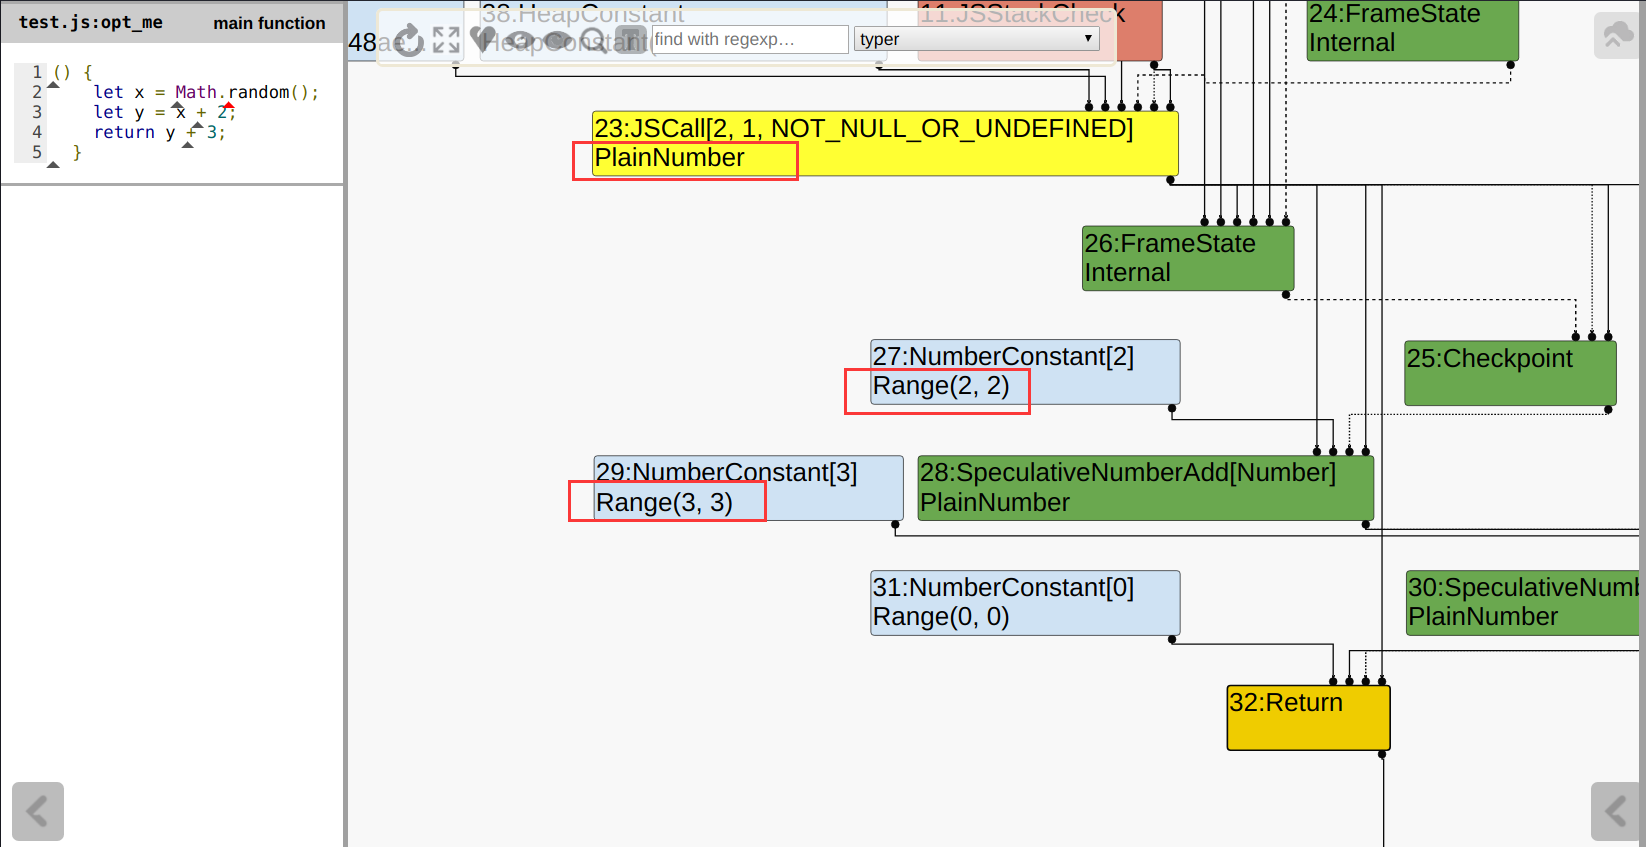 test.js:opt_me main function
1 () {
2 let x = Math.random();
3 let y = x + 2;
4 return y + 3;
5 }
48ae...
38:HeapConstant
HeapConstant(
11:JSStackCheck
find with regexp…
typer
24:FrameState
Internal
23:JSCall[2, 1, NOT_NULL_OR_UNDEFINED]
PlainNumber
26:FrameState
Internal
27:NumberConstant[2]
Range(2, 2)
25:Checkpoint
29:NumberConstant[3]
Range(3, 3)
28:SpeculativeNumberAdd[Number]
PlainNumber
31:NumberConstant[0]
Range(0, 0)
30:SpeculativeNumb
PlainNumber
32:Return